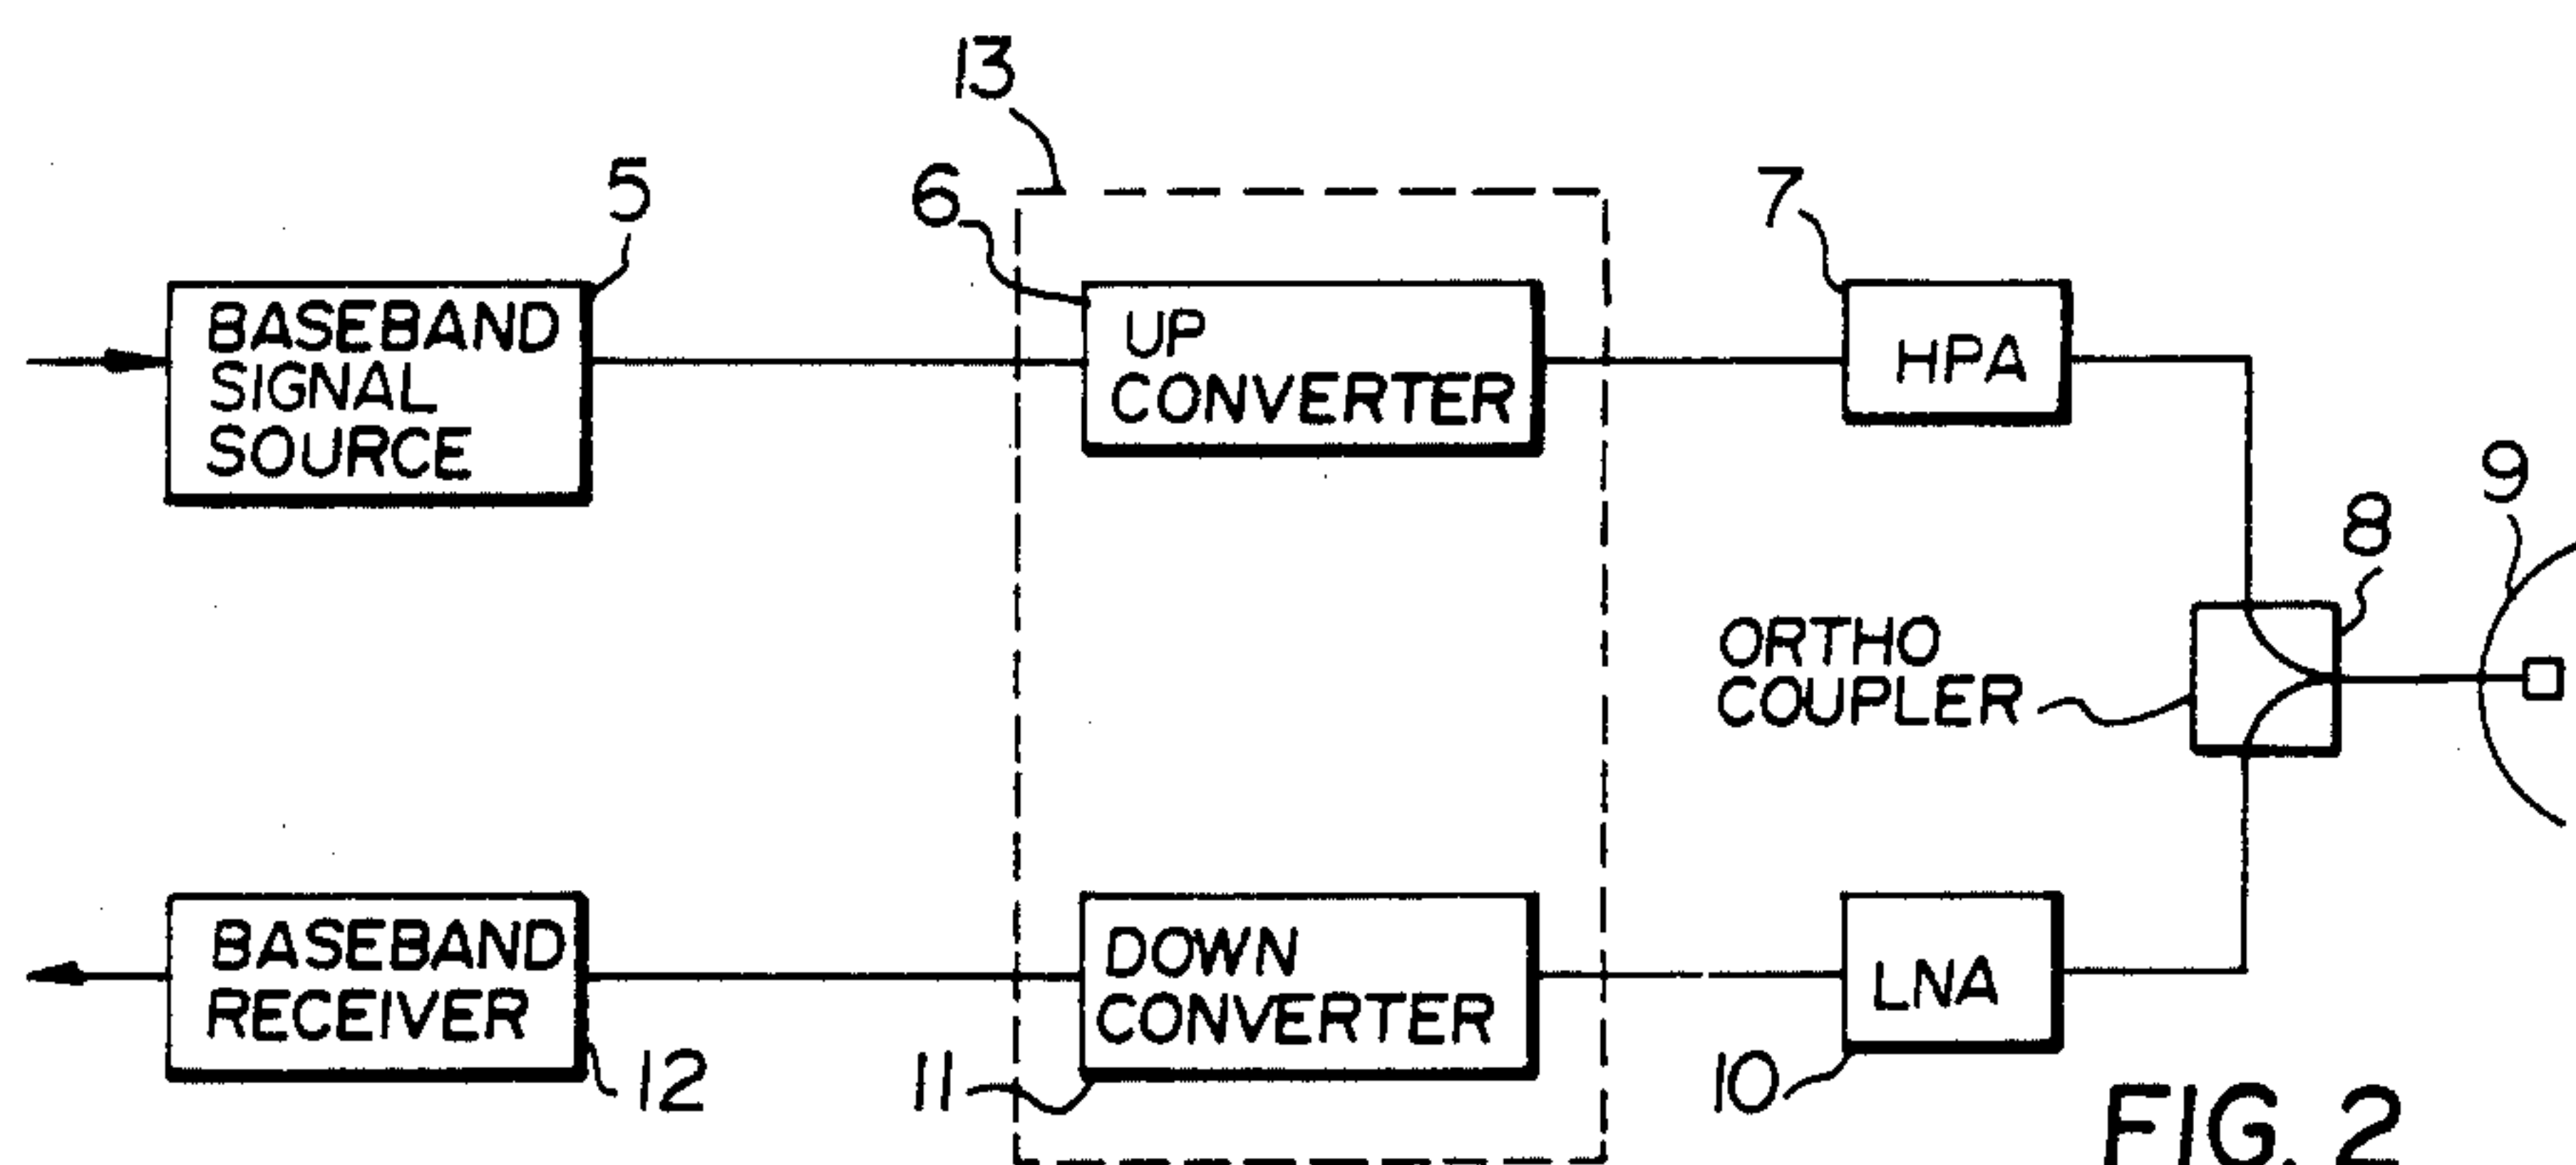 13
5
6
7
BASEBAND
SIGNAL
SOURCE
UP
CONVERTER
HPA
9
8
ORTHO
COUPLER
BASEBAND
RECEIVER
DOWN
CONVERTER
LNA
12
11
10
FIG. 2